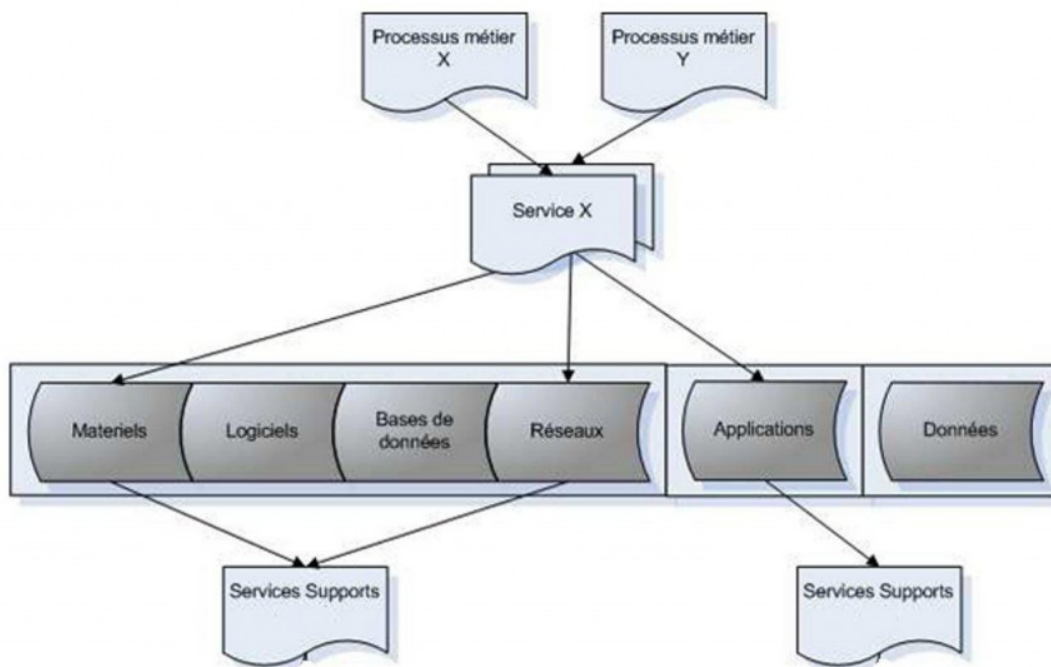 Processus métier
X
Processus métier
Y
Service X
Materiels
Logiciels
Bases de
données
Réseaux
Applications
Données
Services Supports
Services Supports